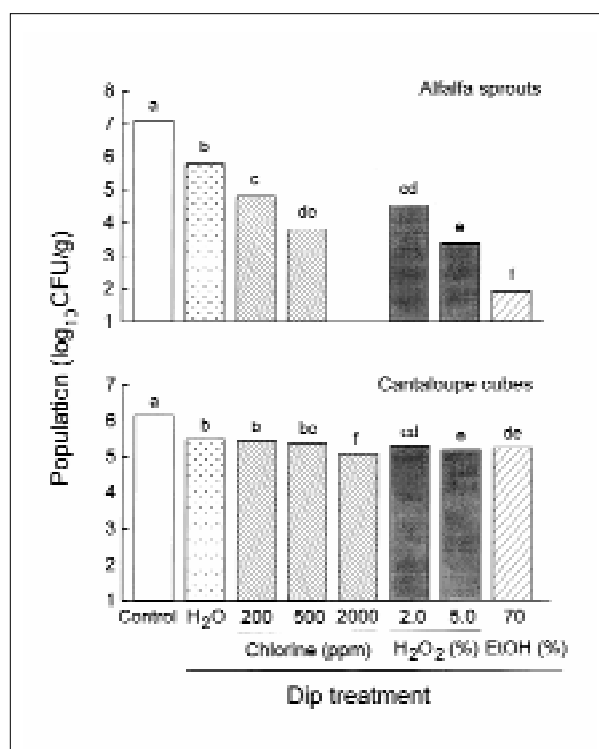 Population (log10CFU/g)
Alfalfa sprouts
8
7
6
5
4
3
2
1
a
b
c
de
cd
e
f
Cantaloupe cubes
7
6
5
4
3
2
1
a
b
b
bc
f
cd
e
de
Control H2O 200 500 2000 2.0 5.0 70
Chlorine (ppm) H2O2 (%) EtOH (%)
Dip treatment